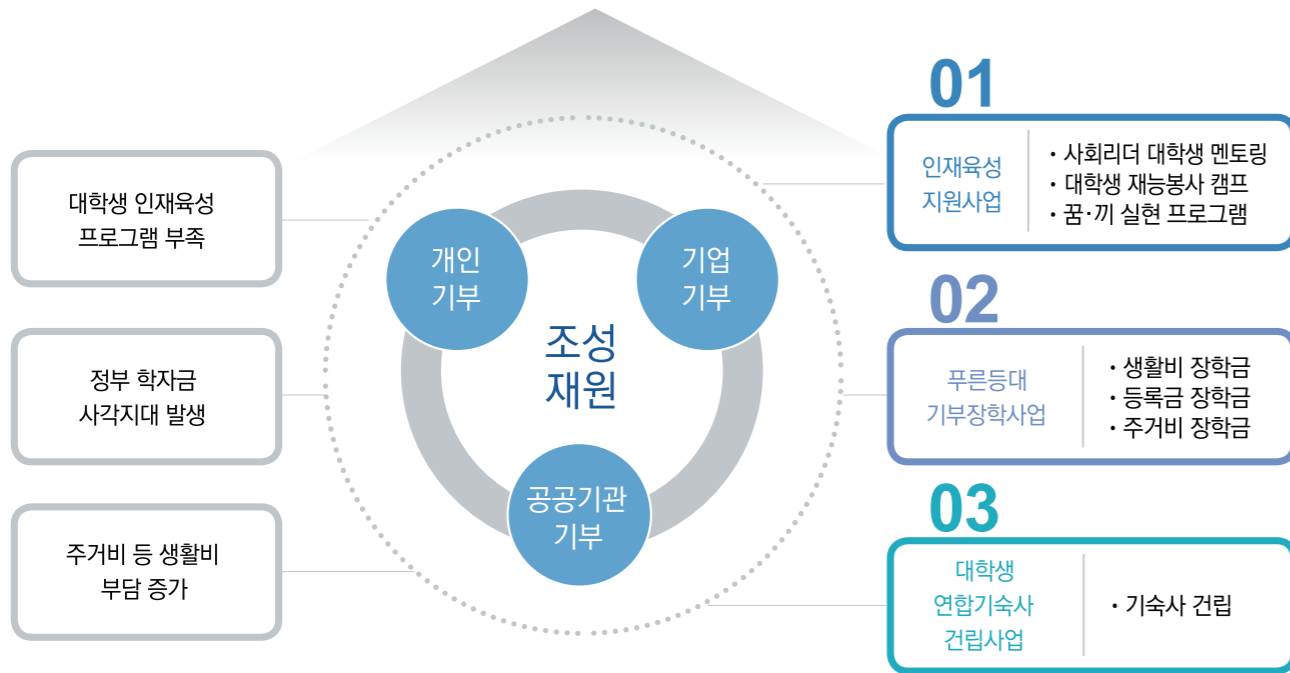 대학생 인재육성
프로그램 부족
정부 학자금
사각지대 발생
주거비 등 생활비
부담 증가
개인
기부
기업
기부
조성
재원
공공기관
기부
01
인재육성
지원사업
• 사회리더 대학생 멘토링
• 대학생 재능봉사 캠프
• 꿈·끼 실현 프로그램
02
푸른등대
기부장학사업
• 생활비 장학금
• 등록금 장학금
• 주거비 장학금
03
대학생
연합기숙사
건립사업
• 기숙사 건립